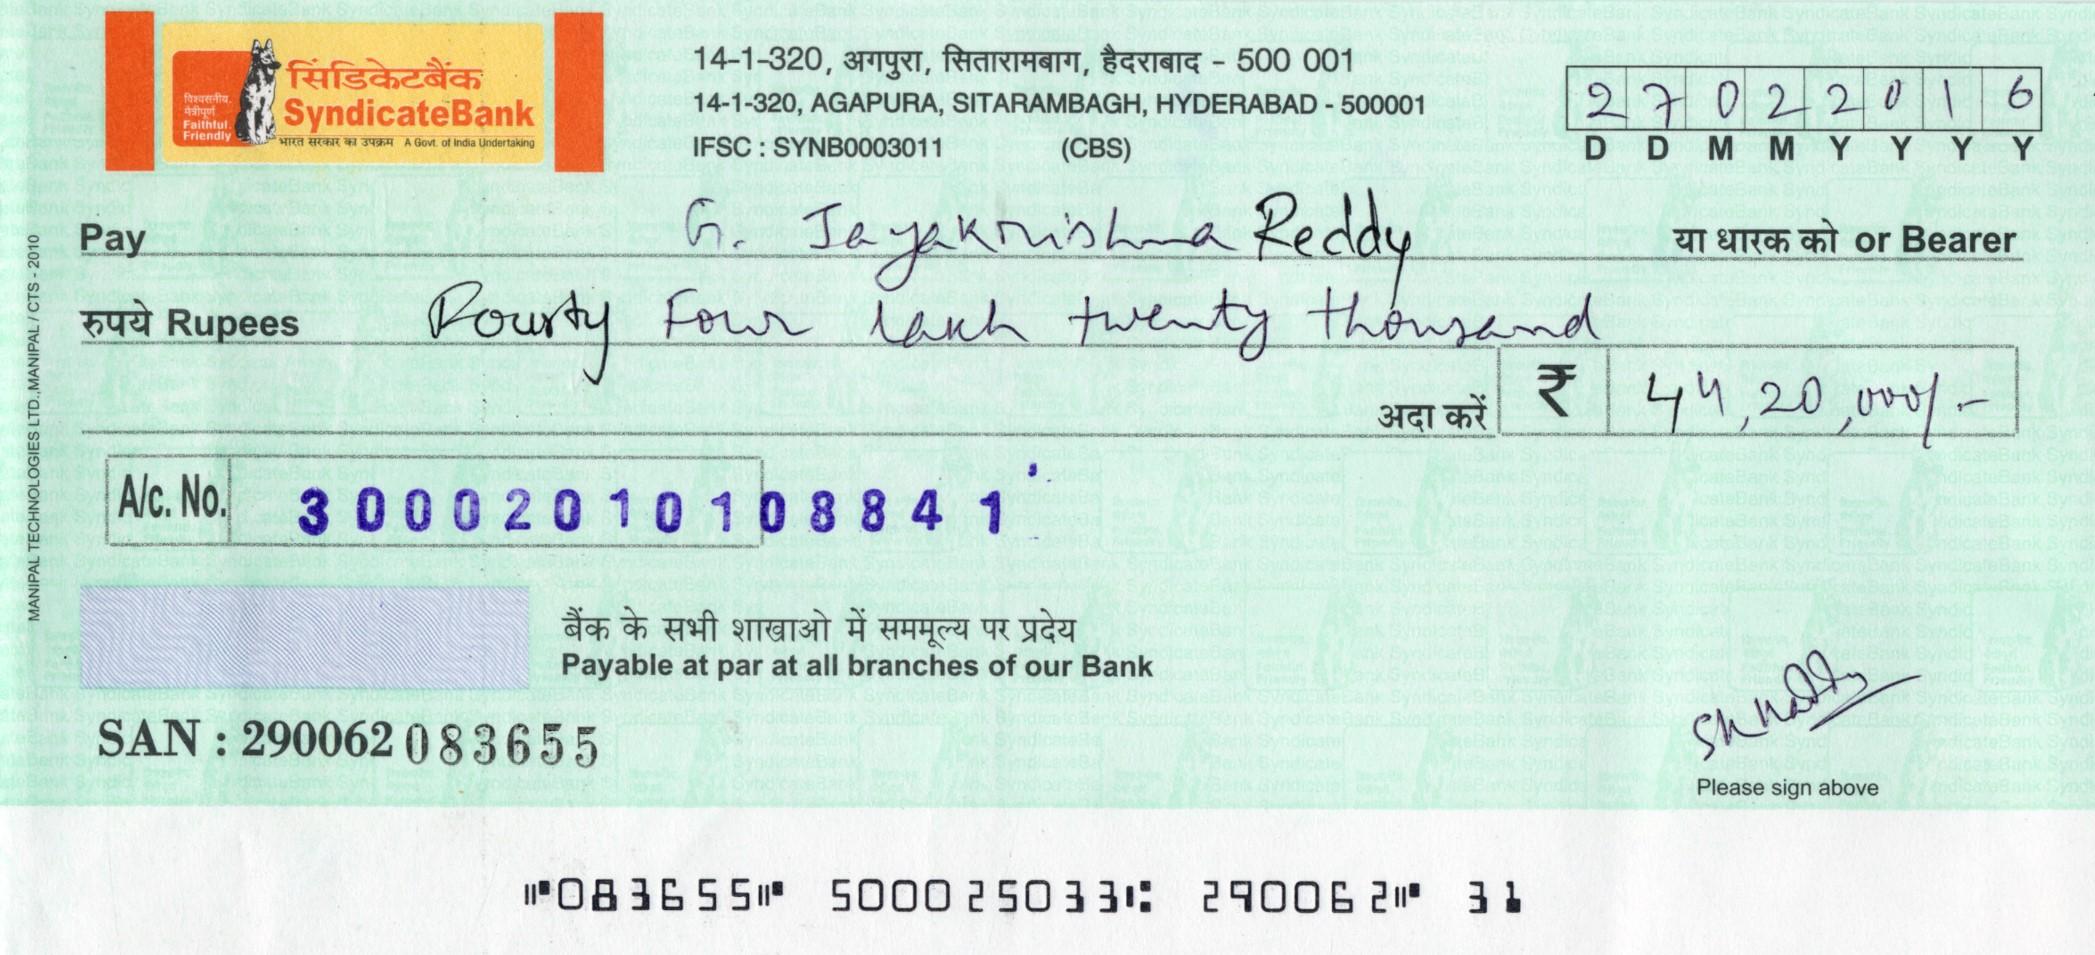 सिंडिकेटबैंक
SyndicateBank
विश्वसनीय.
मैत्रीपूर्ण
Faithful.
Friendly
भारत सरकार का उपक्रम A Govt. of India Undertaking
14-1-320, अगपुरा, सितारामबाग, हैदराबाद - 500 001
14-1-320, AGAPURA, SITARAMBAGH, HYDERABAD - 500001
IFSC : SYNB0003011 (CBS)
2 7 0 2 2 0 1 6
D D M M Y Y Y Y
Pay G. Jayakrishna Reddy या धारक को or Bearer
रुपये Rupees Fourty Four lakh twenty thousand
अदा करें ₹ 44,20,000/-
A/c. No. 30002010108841
बैंक के सभी शाखाओ में सममूल्य पर प्रदेय
Payable at par at all branches of our Bank
SAN : 290062 083655
Please sign above
⑈083655⑈ 500025033⑆ 290062⑈ 31
MANIPAL TECHNOLOGIES LTD.,MANIPAL / CTS - 2010